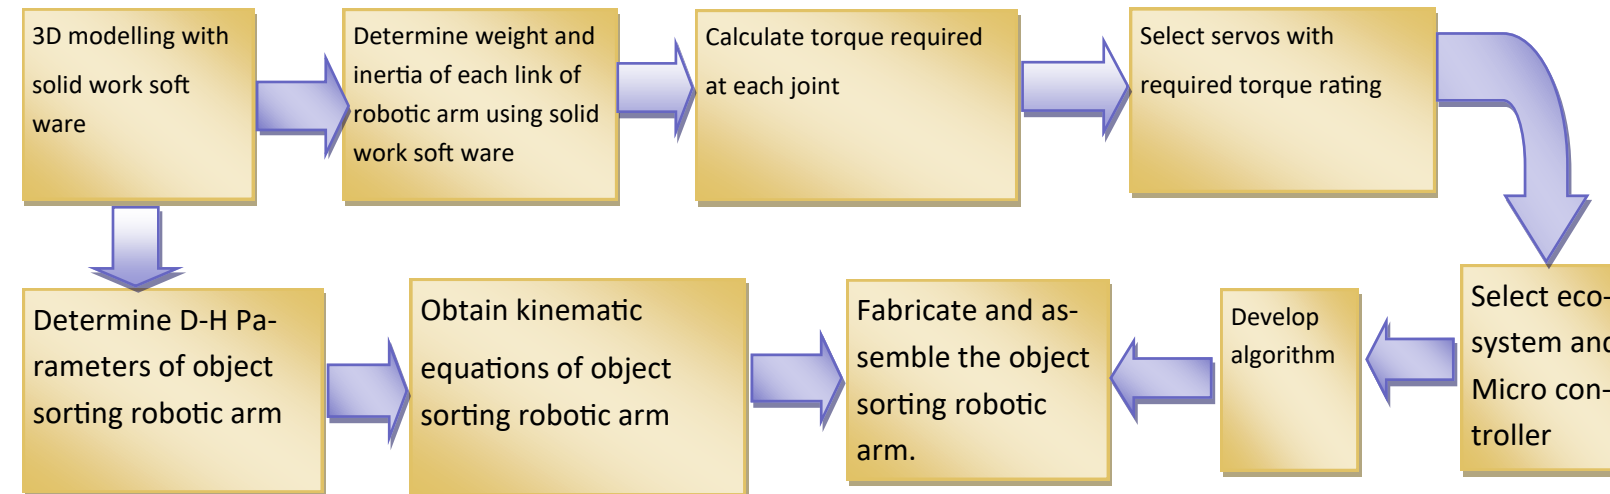 3D modelling with
solid work soft
ware
Determine weight and
inertia of each link of
robotic arm using solid
work soft ware
Calculate torque required
at each joint
Select servos with
required torque rating
Determine D-H Pa-
rameters of object
sorting robotic arm
Obtain kinematic
equations of object
sorting robotic arm
Fabricate and as-
semble the object
sorting robotic
arm.
Develop
algorithm
Select eco-
system and
Micro con-
troller